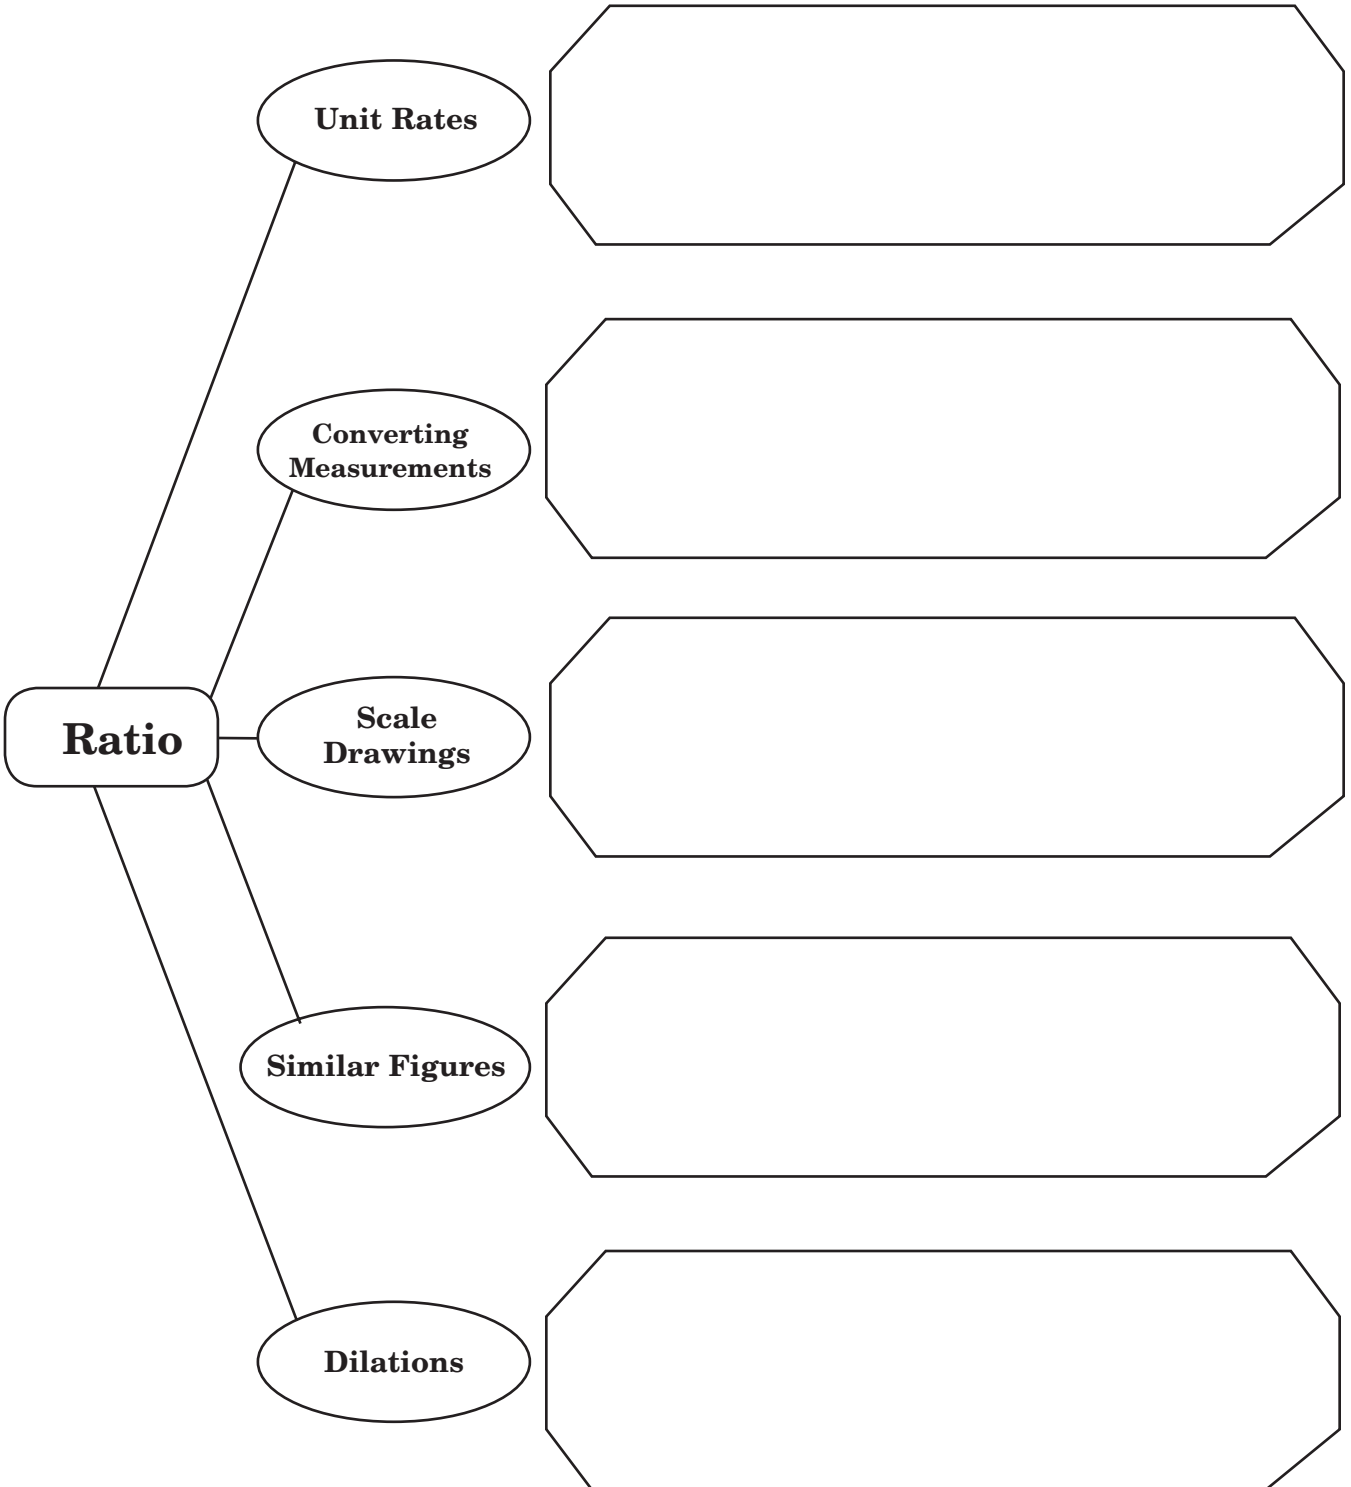 Unit Rates
Converting
Measurements
Scale
Drawings
Ratio
Similar Figures
Dilations